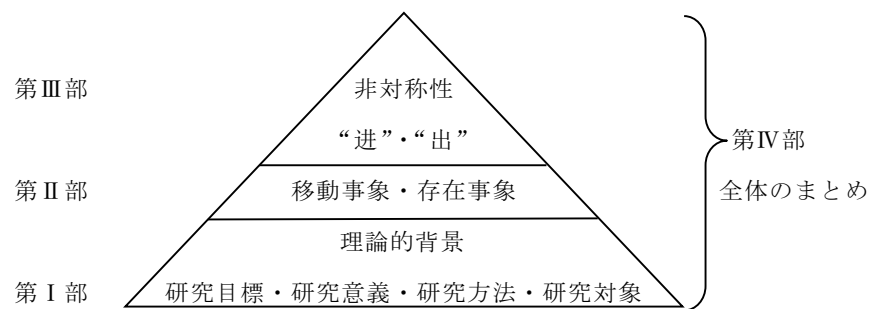 第Ⅲ部
非対称性
“进”・“出”
第Ⅳ部
全体のまとめ
第Ⅱ部
移動事象・存在事象
理論的背景
第Ⅰ部
研究目標・研究意義・研究方法・研究対象